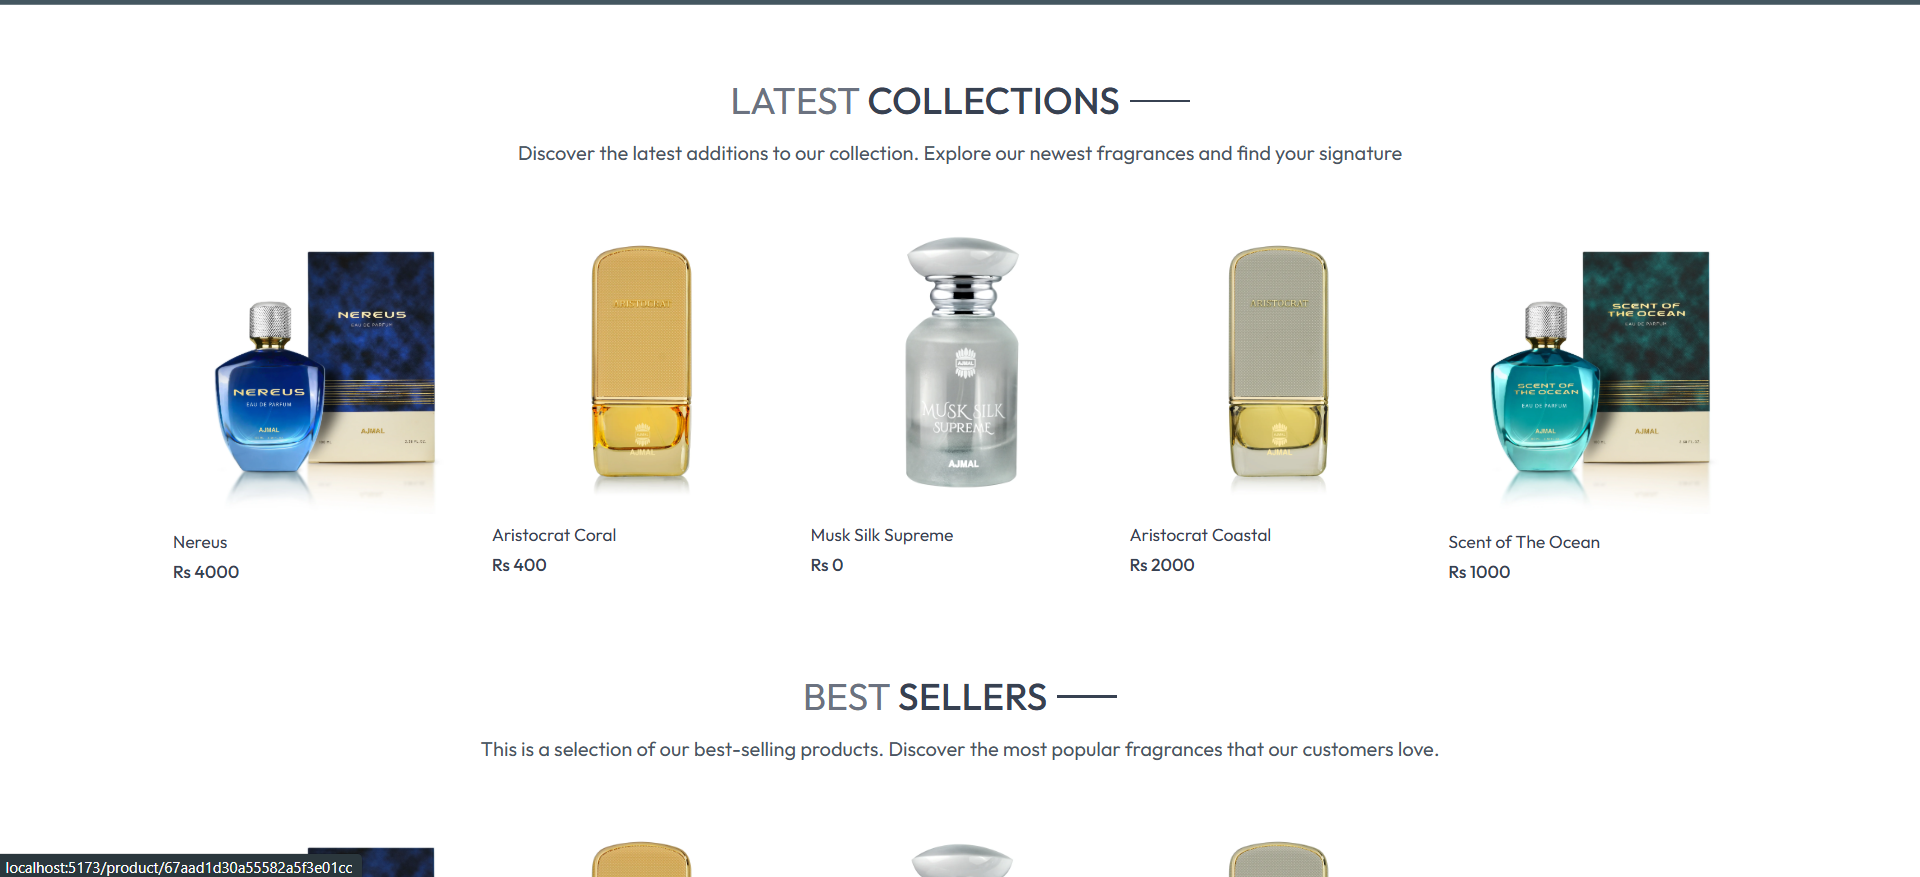 LATEST COLLECTIONS
Discover the latest additions to our collection. Explore our newest fragrances and find your signature
NEREUS
EAU DE PARFUM
NEREUS
EAU DE PARFUM
AJMAL
AJMAL
ARISTOCRAT
AJMAL
AJMAL
MUSK SILK
SUPREME
AJMAL
ARISTOCRAT
AJMAL
SCENT OF
THE OCEAN
EAU DE PARFUM
SCENT OF
THE OCEAN
EAU DE PARFUM
AJMAL
AJMAL
Nereus
Rs 4000
Aristocrat Coral
Rs 400
Musk Silk Supreme
Rs 0
Aristocrat Coastal
Rs 2000
Scent of The Ocean
Rs 1000
BEST SELLERS
This is a selection of our best-selling products. Discover the most popular fragrances that our customers love.
localhost:5173/product/67aad1d30a55582a5f3e01cc